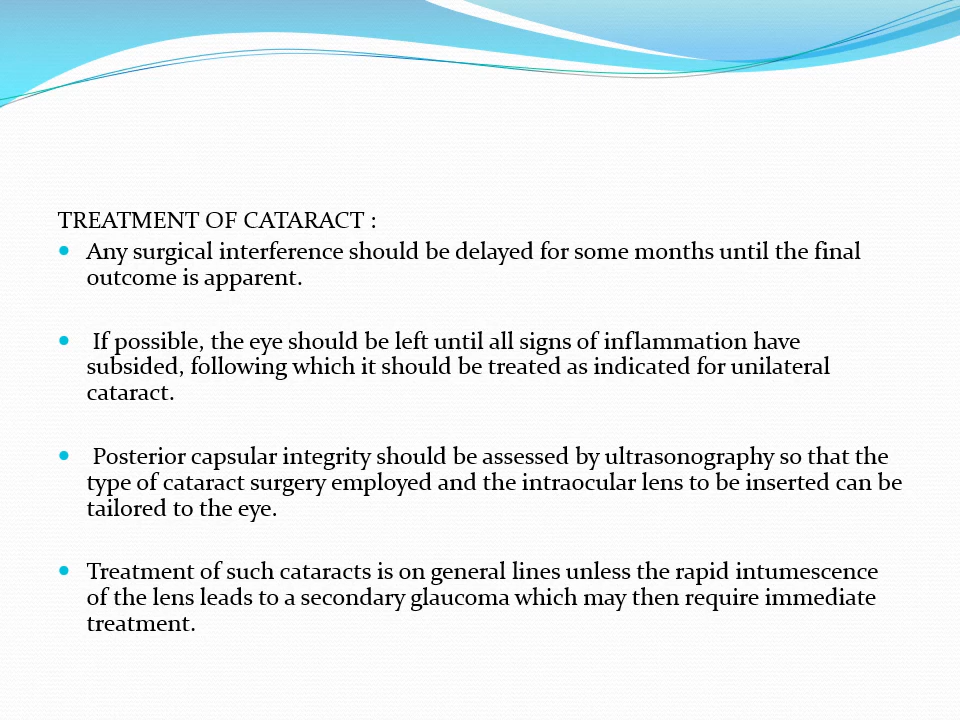 TREATMENT OF CATARACT :
• Any surgical interference should be delayed for some months until the final
outcome is apparent.
• If possible, the eye should be left until all signs of inflammation have
subsided, following which it should be treated as indicated for unilateral
cataract.
• Posterior capsular integrity should be assessed by ultrasonography so that the
type of cataract surgery employed and the intraocular lens to be inserted can be
tailored to the eye.
• Treatment of such cataracts is on general lines unless the rapid intumescence
of the lens leads to a secondary glaucoma which may then require immediate
treatment.